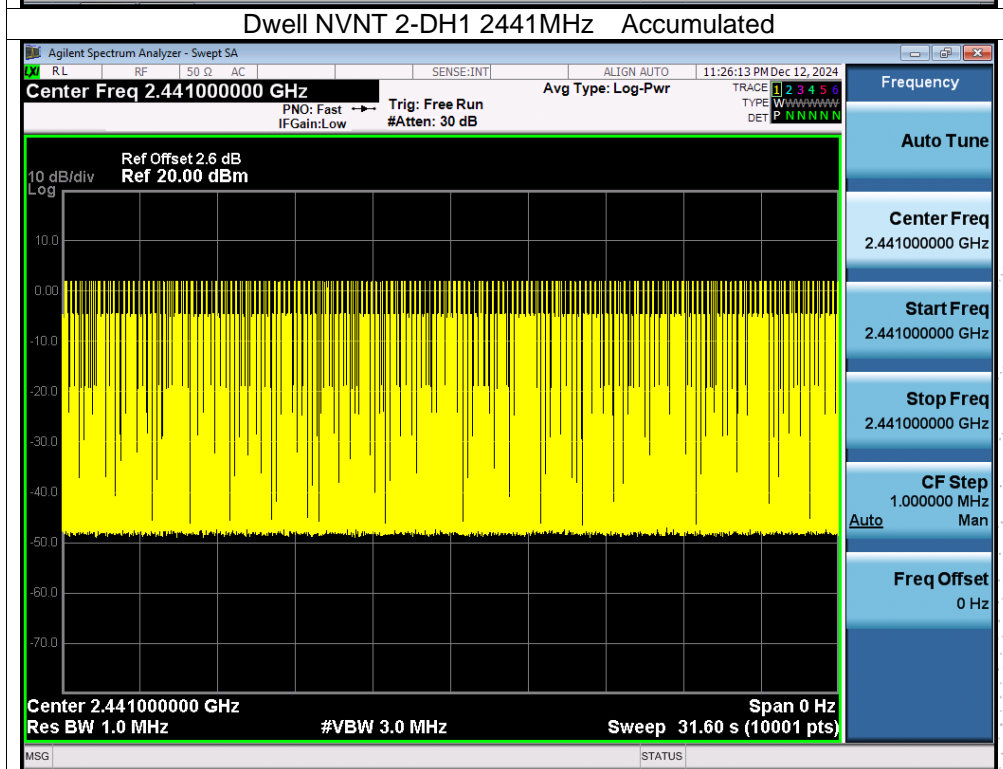 Dwell NVNT 2-DH1 2441MHz Accumulated
Agilent Spectrum Analyzer - Swept SA
LXI RL RF 50 Ω AC SENSE:INT ALIGN AUTO 11:26:13 PM Dec 12, 2024
Center Freq 2.441000000 GHz
PNO: Fast
IFGain:Low
Trig: Free Run
#Atten: 30 dB
Avg Type: Log-Pwr
TRACE 1 2 3 4 5 6
TYPE WWWWWWW
DET P N N N N N
Frequency
Ref Offset 2.6 dB
10 dB/div Ref 20.00 dBm
Log
10.0
0.00
-10.0
-20.0
-30.0
-40.0
-50.0
-60.0
-70.0
Center 2.441000000 GHz Span 0 Hz
Res BW 1.0 MHz #VBW 3.0 MHz Sweep 31.60 s (10001 pts)
Auto Tune
Center Freq
2.441000000 GHz
Start Freq
2.441000000 GHz
Stop Freq
2.441000000 GHz
CF Step
1.000000 MHz
Auto Man
Freq Offset
0 Hz
MSG STATUS